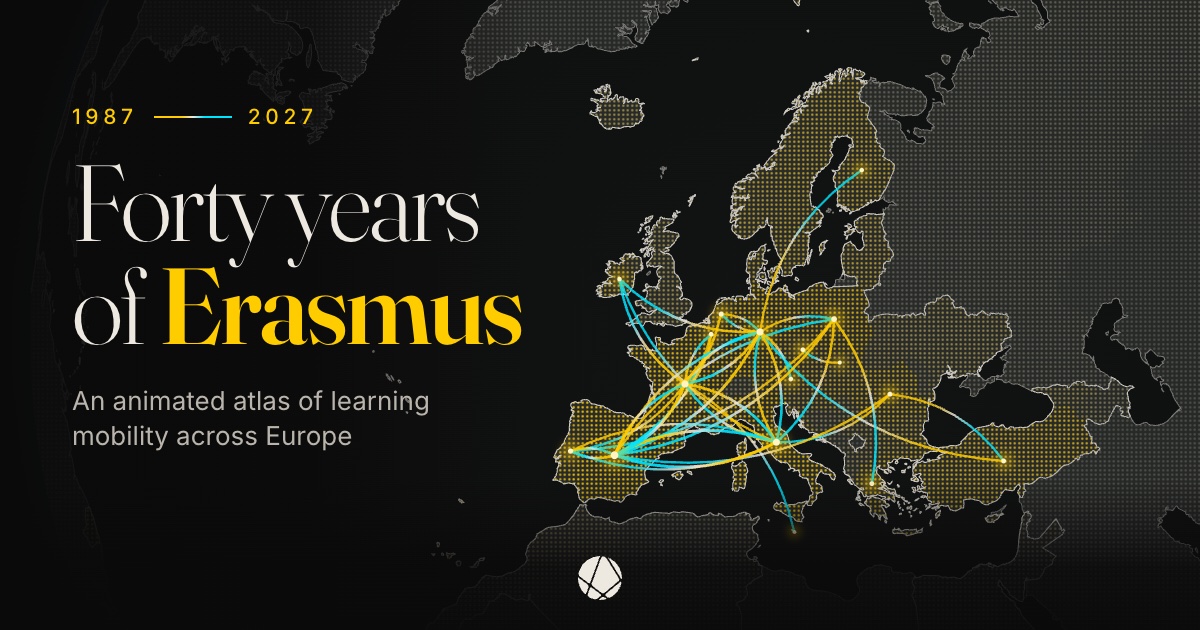 1987 2027
Forty years
of Erasmus
An animated atlas of learning
mobility across Europe